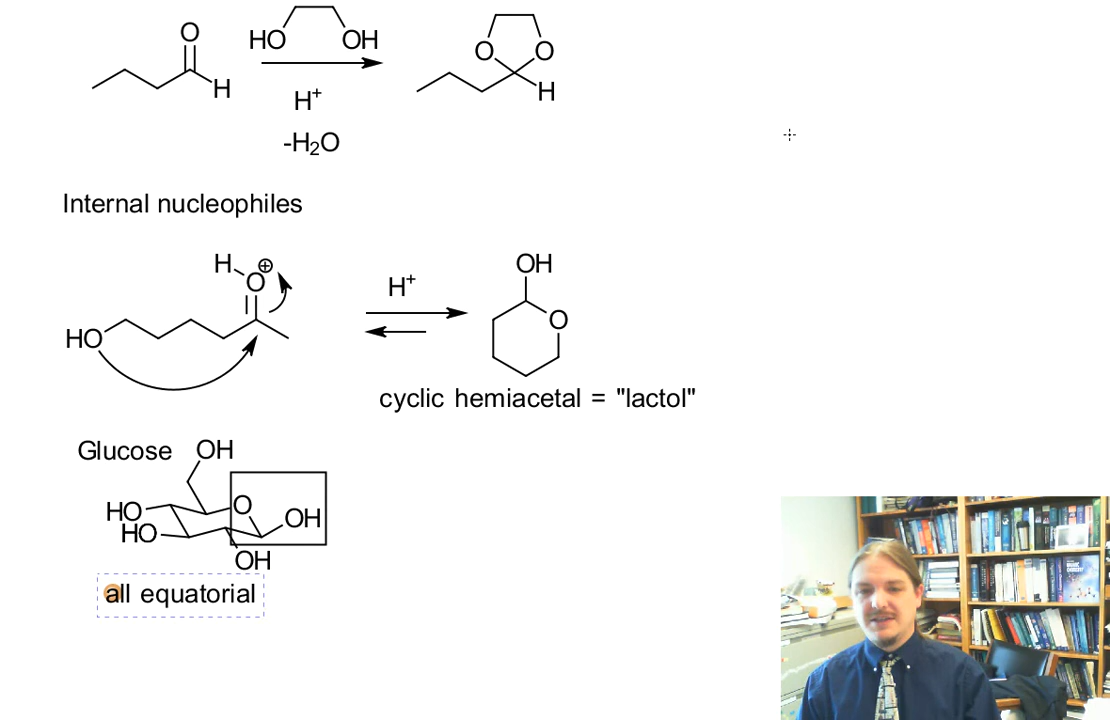 O
HO OH
O O
H
H
H⁺
-H₂O
Internal nucleophiles
H
⊕
O
HO
H⁺
OH
O
cyclic hemiacetal = "lactol"
Glucose OH
HO
O
OH
HO
OH
all equatorial